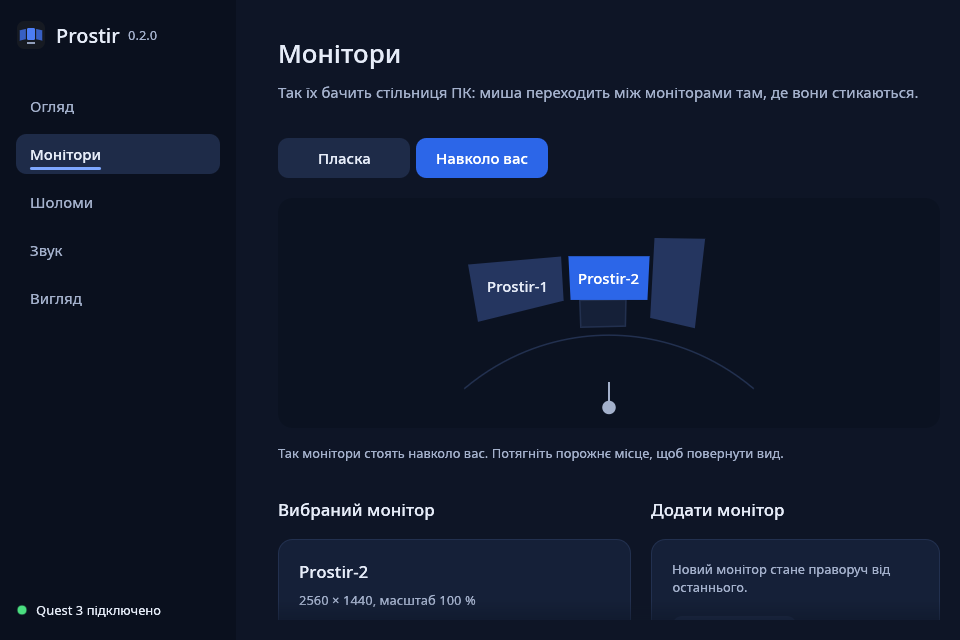 Prostir 0.2.0
Огляд
Монітори
Шоломи
Звук
Вигляд
Quest 3 підключено
Монітори
Так їх бачить стільниця ПК: миша переходить між моніторами там, де вони стикаються.
Пласка
Навколо вас
Prostir-1
Prostir-2
Так монітори стоять навколо вас. Потягніть порожнє місце, щоб повернути вид.
Вибраний монітор
Prostir-2
2560 × 1440, масштаб 100 %
Додати монітор
Новий монітор стане праворуч від
останнього.